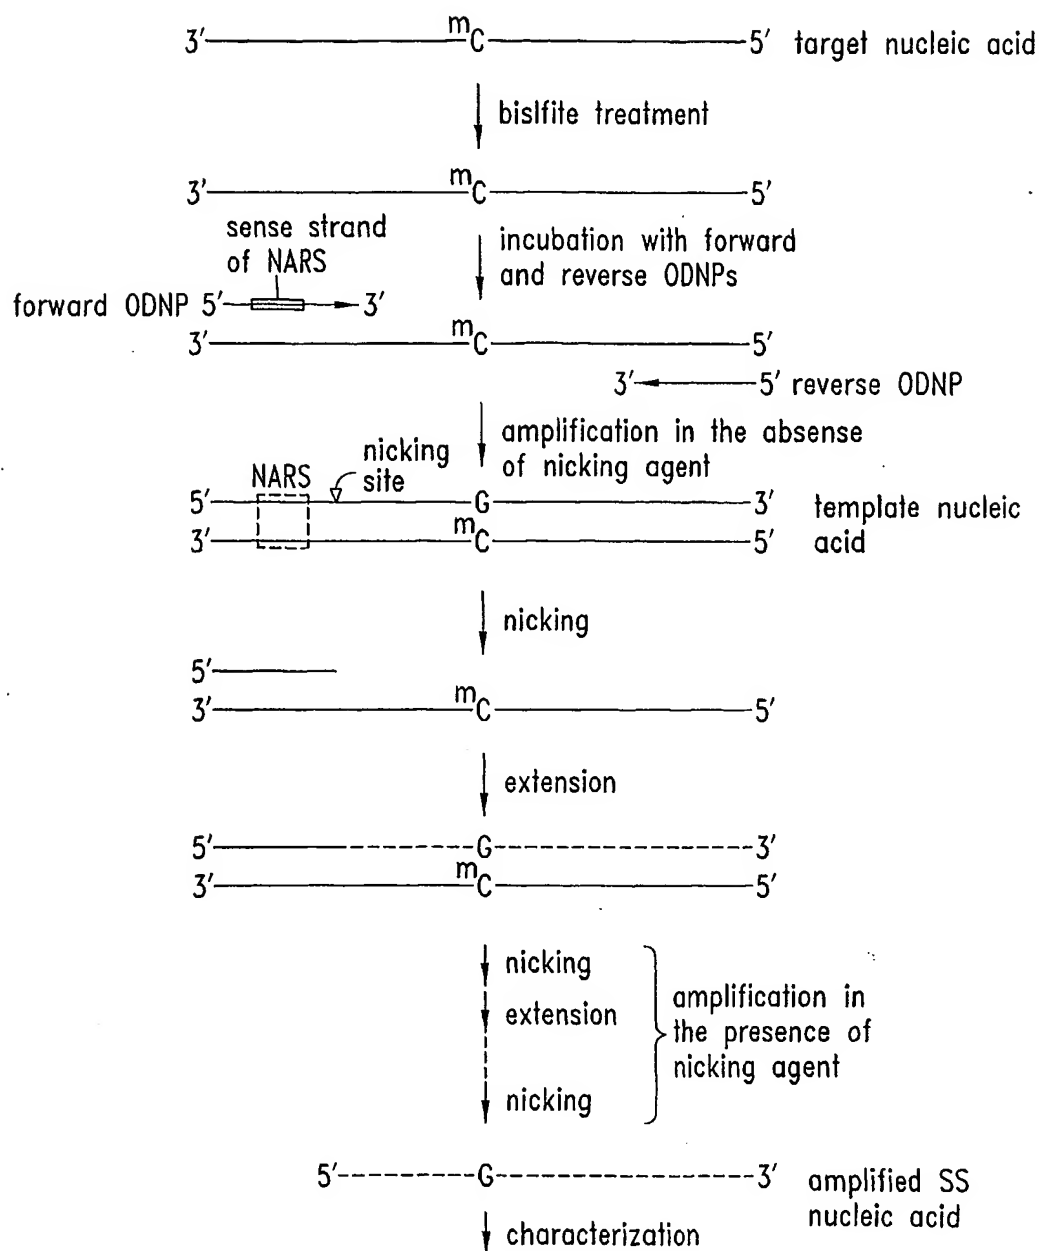 3' mC 5' target nucleic acid
bislfite treatment
3' mC 5'
sense strand
of NARS
incubation with forward
and reverse ODNPs
forward ODNP 5' 3'
3' mC 5'
3' 5' reverse ODNP
amplification in the absense
of nicking agent
nicking
site
NARS
5' G 3'
3' mC 5'
template nucleic
acid
nicking
5'
3' mC 5'
extension
5' G 3'
3' mC 5'
nicking
extension
nicking
amplification in
the presence of
nicking agent
5' G 3'
amplified SS
nucleic acid
characterization